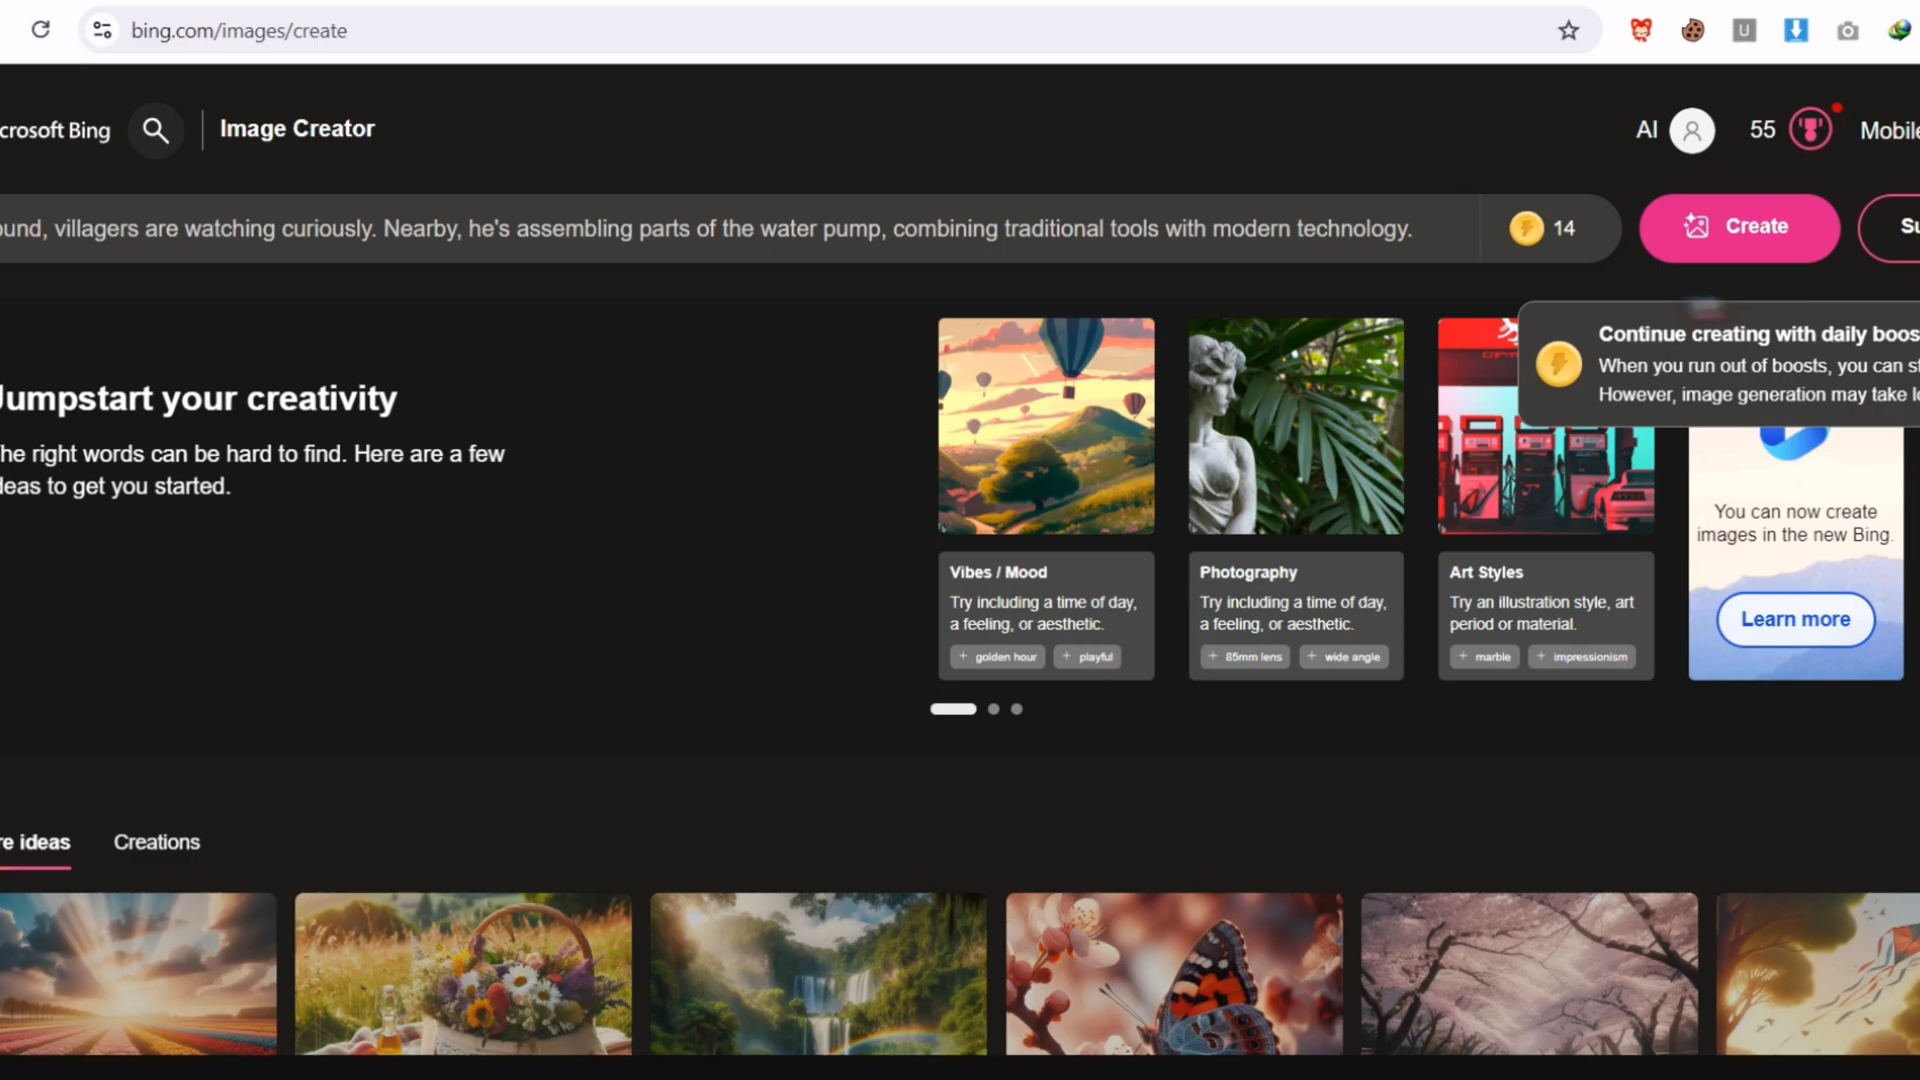 bing.com/images/create
U
crosoft Bing
Image Creator
AI
55
Mobile
ound, villagers are watching curiously. Nearby, he's assembling parts of the water pump, combining traditional tools with modern technology.
14
Create
Su
Continue creating with daily boos
When you run out of boosts, you can st
However, image generation may take lo
Jumpstart your creativity
he right words can be hard to find. Here are a few
deas to get you started.
You can now create
images in the new Bing.
Learn more
Vibes / Mood
Try including a time of day,
a feeling, or aesthetic.
+ golden hour
+ playful
Photography
Try including a time of day,
a feeling, or aesthetic.
+ 85mm lens
+ wide angle
Art Styles
Try an illustration style, art
period or material.
+ marble
+ impressionism
re ideas
Creations